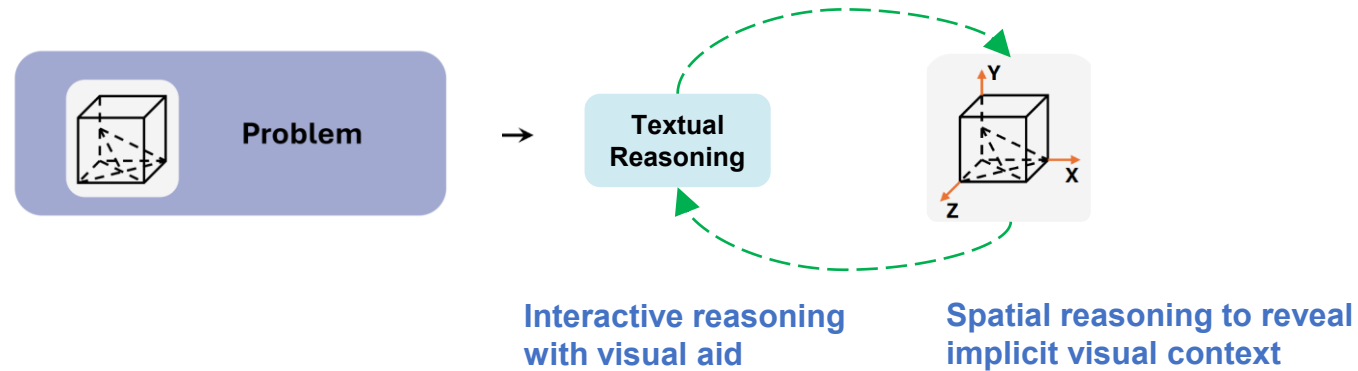 Problem
Textual
Reasoning
Y
X
Z
Interactive reasoning
with visual aid
Spatial reasoning to reveal
implicit visual context